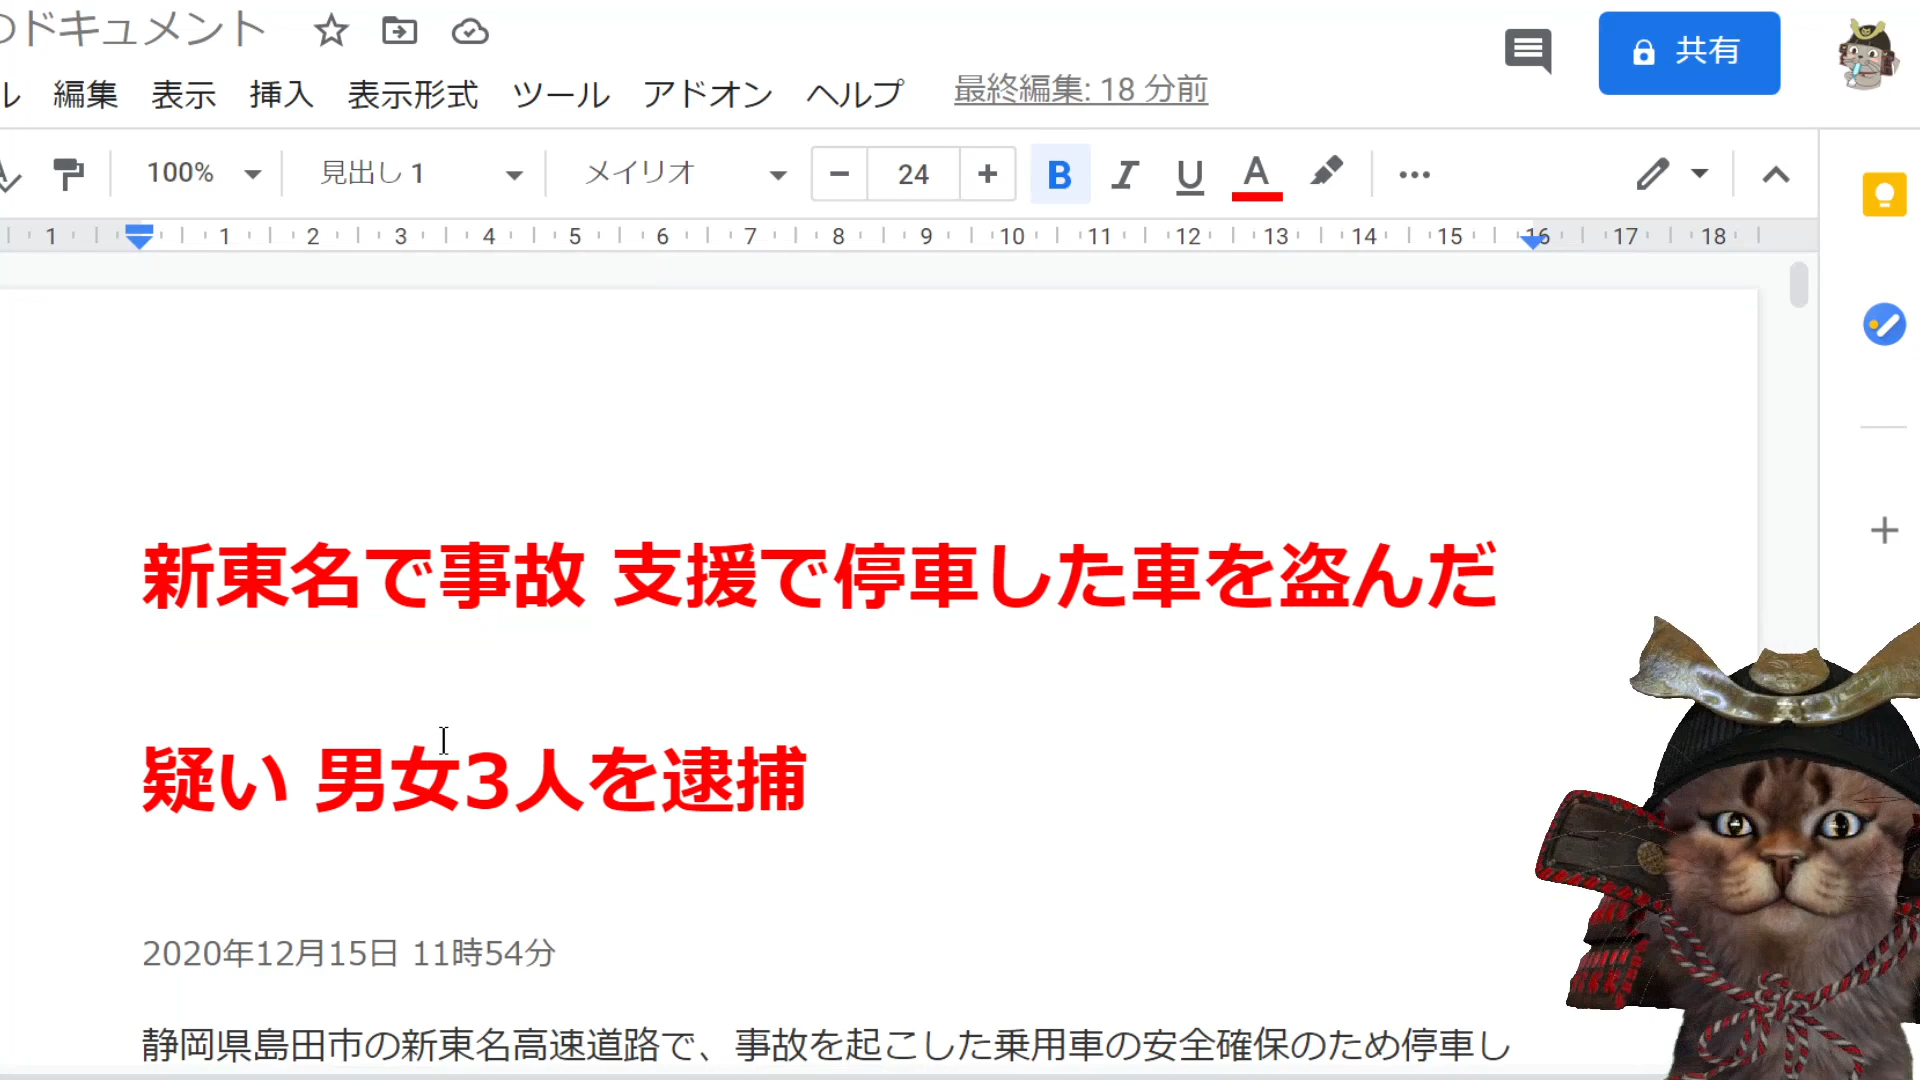 のドキュメント
共有
ル 編集 表示 挿入 表示形式 ツール アドオン ヘルプ 最終編集: 18 分前
100% 見出し 1 メイリオ − 24 + B I U A
1 1 2 3 4 5 6 7 8 9 10 11 12 13 14 15 16 17 18
新東名で事故 支援で停車した車を盗んだ
疑い 男女3人を逮捕
2020年12月15日 11時54分
静岡県島田市の新東名高速道路で、事故を起こした乗用車の安全確保のため停車し